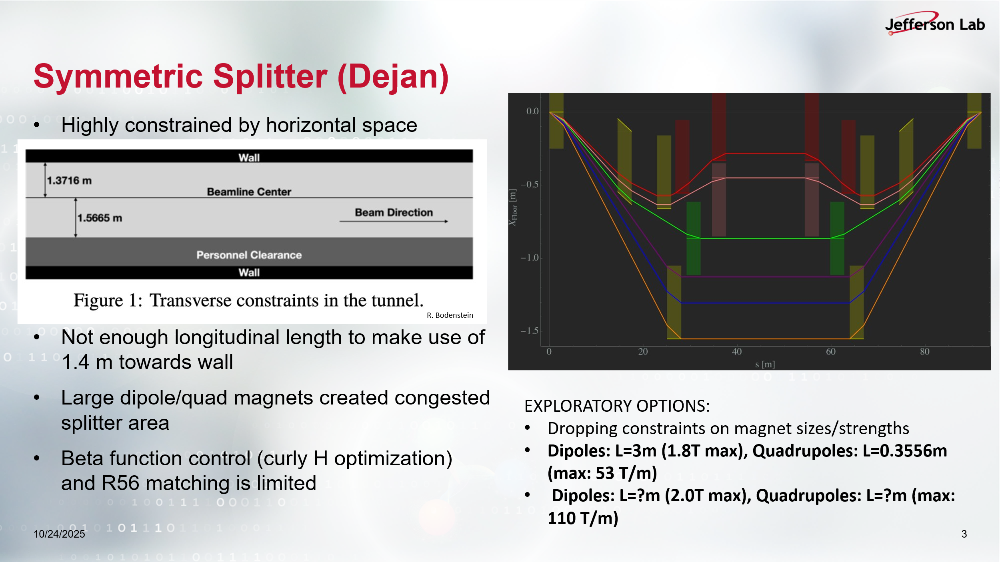 Jefferson Lab
Symmetric Splitter (Dejan)
• Highly constrained by horizontal space
Wall
1.3716 m
Beamline Center
Beam Direction
1.5665 m
Personnel Clearance
Wall
Figure 1: Transverse constraints in the tunnel.
R. Bodenstein
• Not enough longitudinal length to make use of
1.4 m towards wall
• Large dipole/quad magnets created congested
splitter area
• Beta function control (curly H optimization)
and R56 matching is limited
0.0
−0.5
−1.0
−1.5
XFloor [m]
0 20 40 60 80
s [m]
EXPLORATORY OPTIONS:
• Dropping constraints on magnet sizes/strengths
• Dipoles: L=3m (1.8T max), Quadrupoles: L=0.3556m
(max: 53 T/m)
• Dipoles: L=?m (2.0T max), Quadrupoles: L=?m (max:
110 T/m)
10/24/2025
3